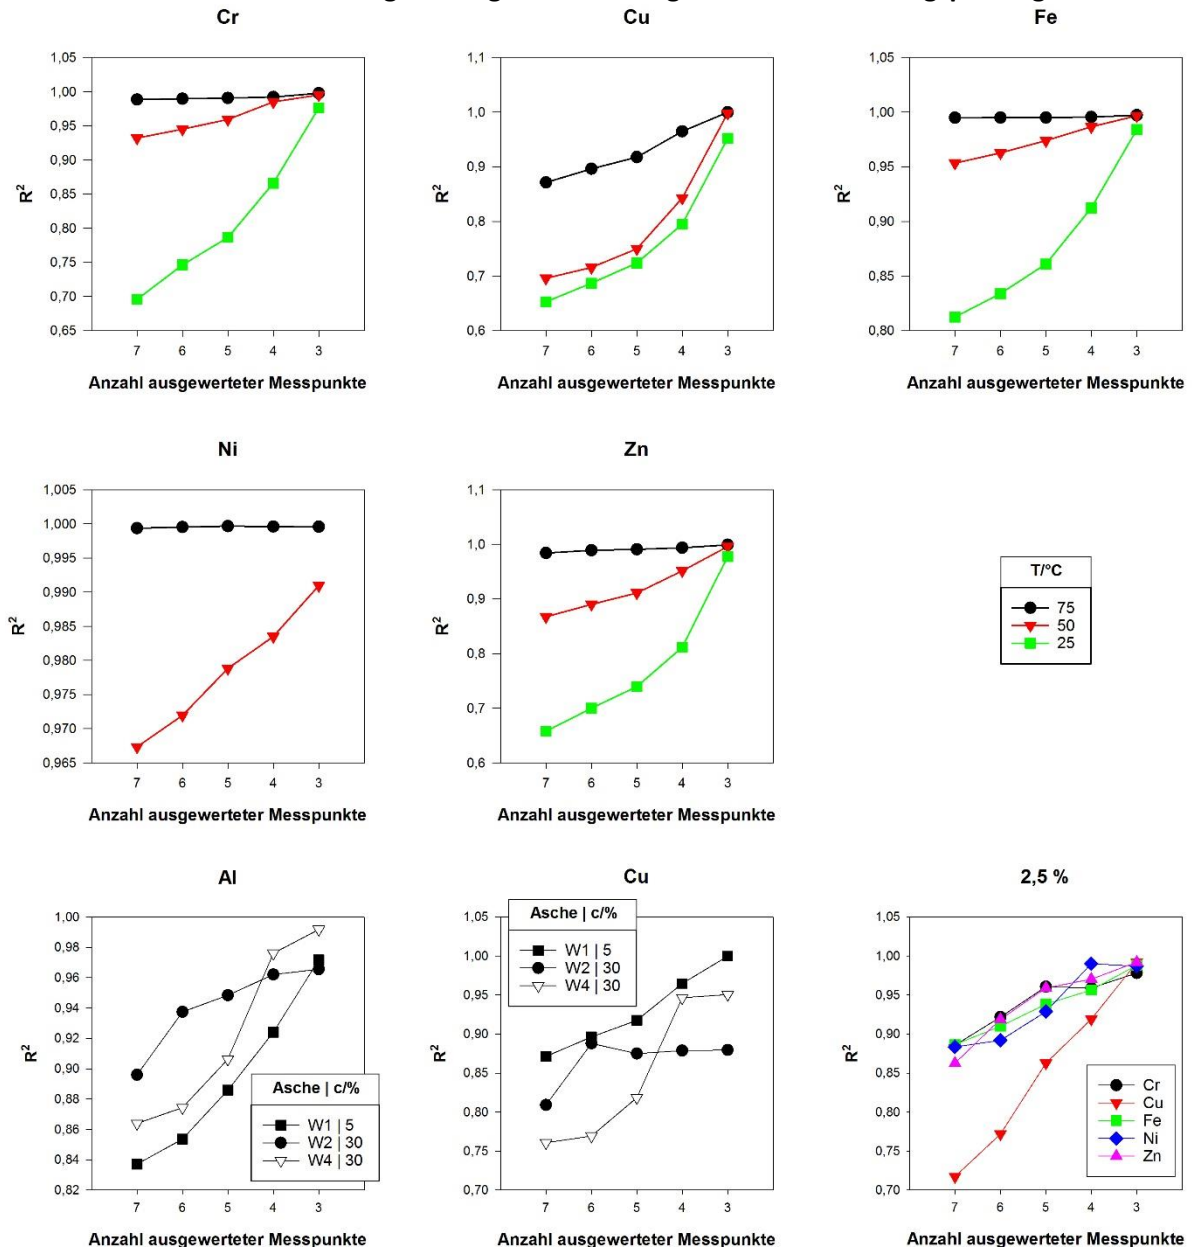 Cr
Cu
Fe
1,05
1,00
0,95
0,90
0,85
0,80
0,75
0,70
0,65
R²
7 6 5 4 3
Anzahl ausgewerteter Messpunkte
1,1
1,0
0,9
0,8
0,7
0,6
R²
7 6 5 4 3
Anzahl ausgewerteter Messpunkte
1,05
1,00
0,95
0,90
0,85
0,80
R²
7 6 5 4 3
Anzahl ausgewerteter Messpunkte
Ni
Zn
1,005
1,000
0,995
0,990
0,985
0,980
0,975
0,970
0,965
R²
7 6 5 4 3
Anzahl ausgewerteter Messpunkte
1,1
1,0
0,9
0,8
0,7
0,6
R²
7 6 5 4 3
Anzahl ausgewerteter Messpunkte
T/°C
75
50
25
Al
Cu
2,5 %
1,00
0,98
0,96
0,94
0,92
0,90
0,88
0,86
0,84
0,82
R²
Asche | c/%
W1 | 5
W2 | 30
W4 | 30
7 6 5 4 3
Anzahl ausgewerteter Messpunkte
1,05
1,00
0,95
0,90
0,85
0,80
0,75
0,70
R²
Asche | c/%
W1 | 5
W2 | 30
W4 | 30
7 6 5 4 3
Anzahl ausgewerteter Messpunkte
1,05
1,00
0,95
0,90
0,85
0,80
0,75
0,70
R²
Cr
Cu
Fe
Ni
Zn
7 6 5 4 3
Anzahl ausgewerteter Messpunkte